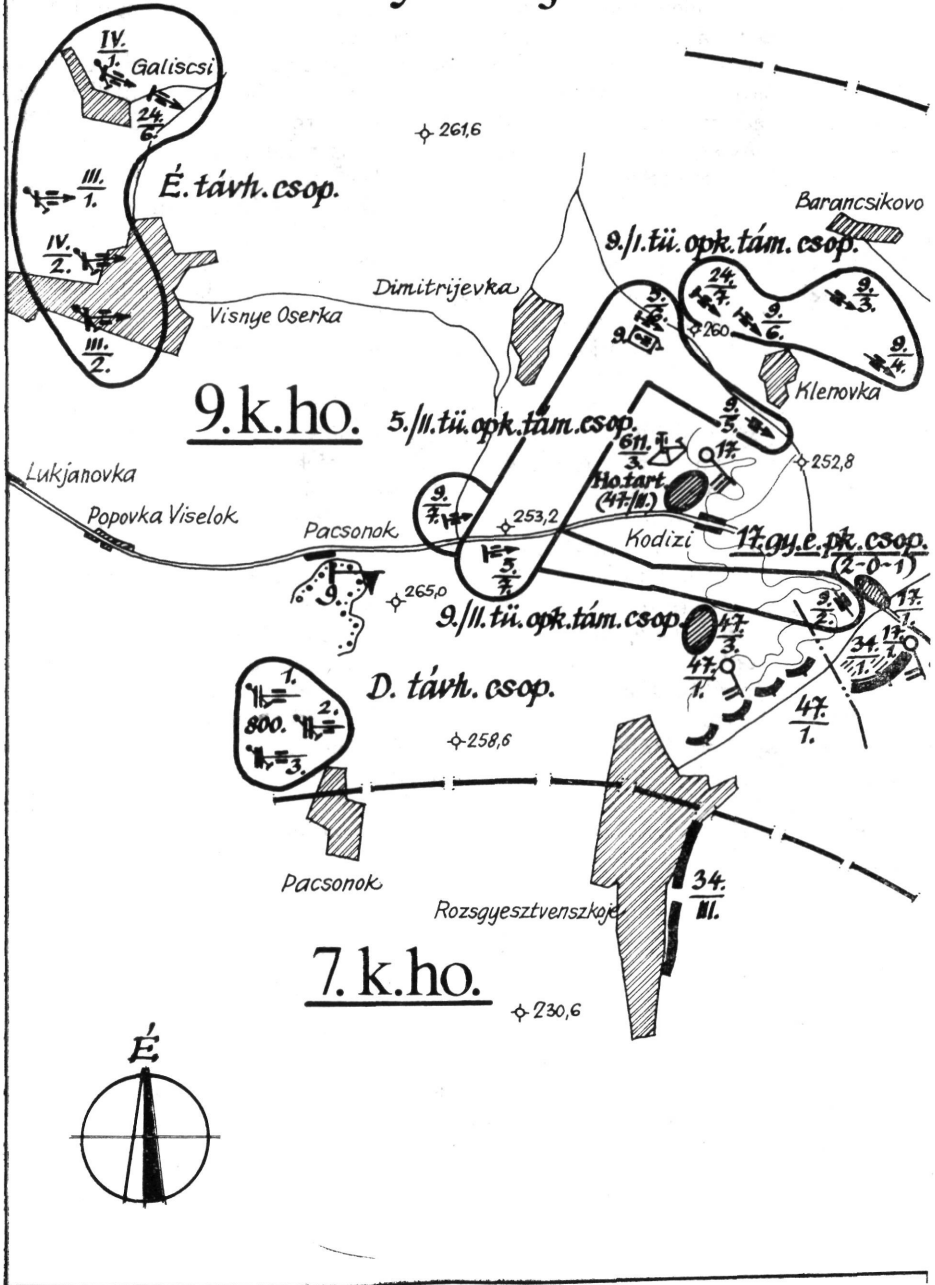 IV.
1.
Galiscsi
24.
6.
261,6
III.
1.
É. távh. csop.
Barancsikovo
IV.
2.
9./I. tü. opk. tám. csop.
Dimitrijevka
24.
7.
9.
3.
9.
6.
5.
9.
260
Visnye Oserka
III.
2.
9.
4.
Klenovka
9. k. ho.
5./II. tü. opk. tám. csop.
9.
5.
611.
3.
17.
252,8
Lukjanovka
Ho. tart.
(47./II.)
Popovka Viselok
9.
7.
253,2
Pacsonok
Kodizi
17. gy. e. pk. csop.
(2-0-1)
5.
7.
9
265,0
9.
2.
17.
1.
9./II. tü. opk. tám. csop.
47.
3.
34.
1.
17.
1.
47.
1.
D. távh. csop.
1.
800.
2.
3.
47.
1.
258,6
Pacsonok
34.
III.
Rozsgyesztvenszkoje
7. k. ho.
230,6
É